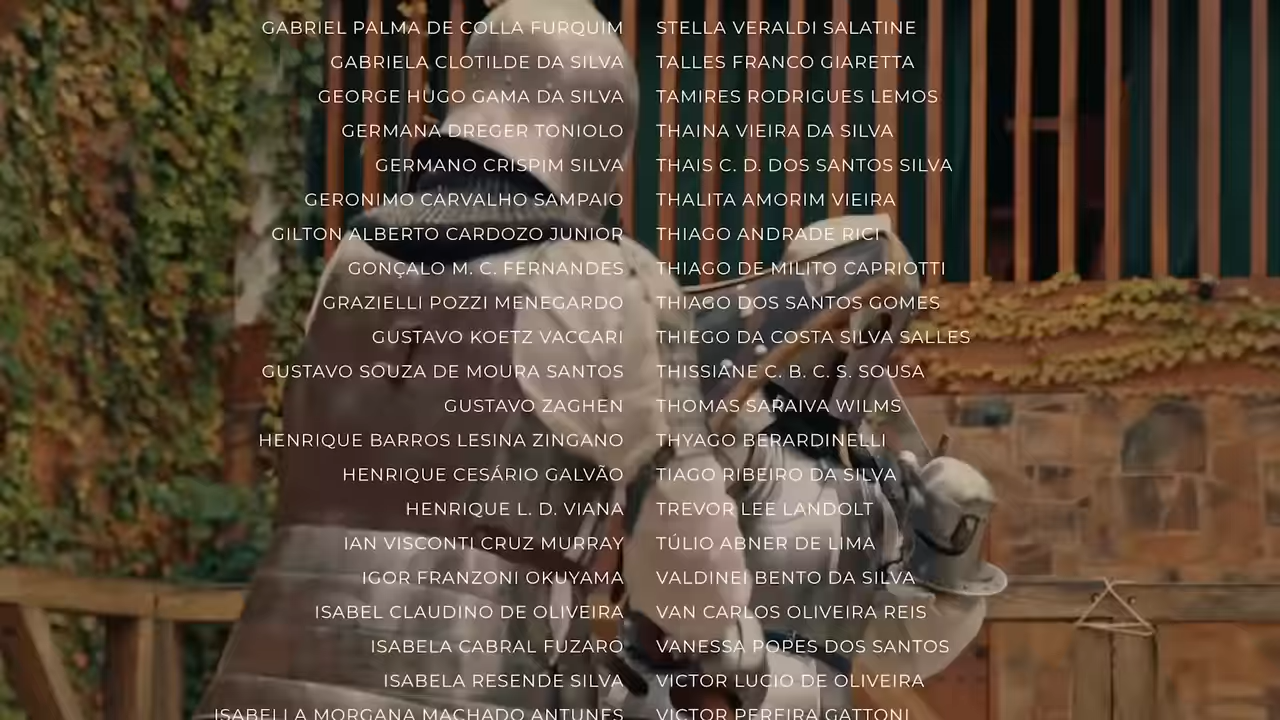 GABRIEL PALMA DE COLLA FURQUIM
GABRIELA CLOTILDE DA SILVA
GEORGE HUGO GAMA DA SILVA
GERMANA DREGER TONIOLO
GERMANO CRISPIM SILVA
GERONIMO CARVALHO SAMPAIO
GILTON ALBERTO CARDOZO JUNIOR
GONÇALO M. C. FERNANDES
GRAZIELLI POZZI MENEGARDO
GUSTAVO KOETZ VACCARI
GUSTAVO SOUZA DE MOURA SANTOS
GUSTAVO ZAGHEN
HENRIQUE BARROS LESINA ZINGANO
HENRIQUE CESÁRIO GALVÃO
HENRIQUE L. D. VIANA
IAN VISCONTI CRUZ MURRAY
IGOR FRANZONI OKUYAMA
ISABEL CLAUDINO DE OLIVEIRA
ISABELA CABRAL FUZARO
ISABELA RESENDE SILVA
ISABELLA MORGANA MACHADO ANTUNES
STELLA VERALDI SALATINE
TALLES FRANCO GIARETTA
TAMIRES RODRIGUES LEMOS
THAINA VIEIRA DA SILVA
THAIS C. D. DOS SANTOS SILVA
THALITA AMORIM VIEIRA
THIAGO ANDRADE RICI
THIAGO DE MILITO CAPRIOTTI
THIAGO DOS SANTOS GOMES
THIEGO DA COSTA SILVA SALLES
THISSIANE C. B. C. S. SOUSA
THOMAS SARAIVA WILMS
THYAGO BERARDINELLI
TIAGO RIBEIRO DA SILVA
TREVOR LEE LANDOLT
TÚLIO ABNER DE LIMA
VALDINEI BENTO DA SILVA
VAN CARLOS OLIVEIRA REIS
VANESSA POPES DOS SANTOS
VICTOR LUCIO DE OLIVEIRA
VICTOR PEREIRA GATTONI